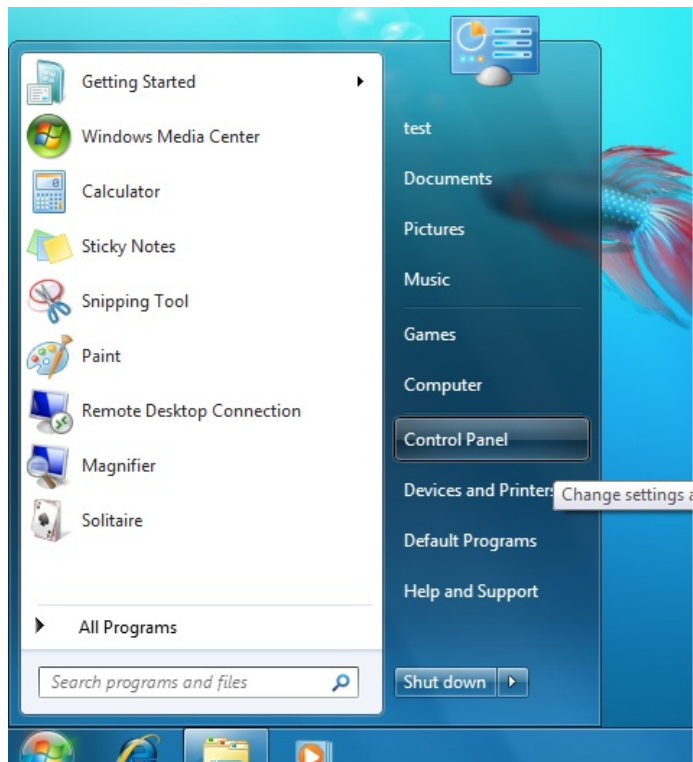 Getting Started
Windows Media Center
Calculator
Sticky Notes
Snipping Tool
Paint
Remote Desktop Connection
Magnifier
Solitaire
All Programs
Search programs and files
test
Documents
Pictures
Music
Games
Computer
Control Panel
Devices and Printers
Change settings a
Default Programs
Help and Support
Shut down